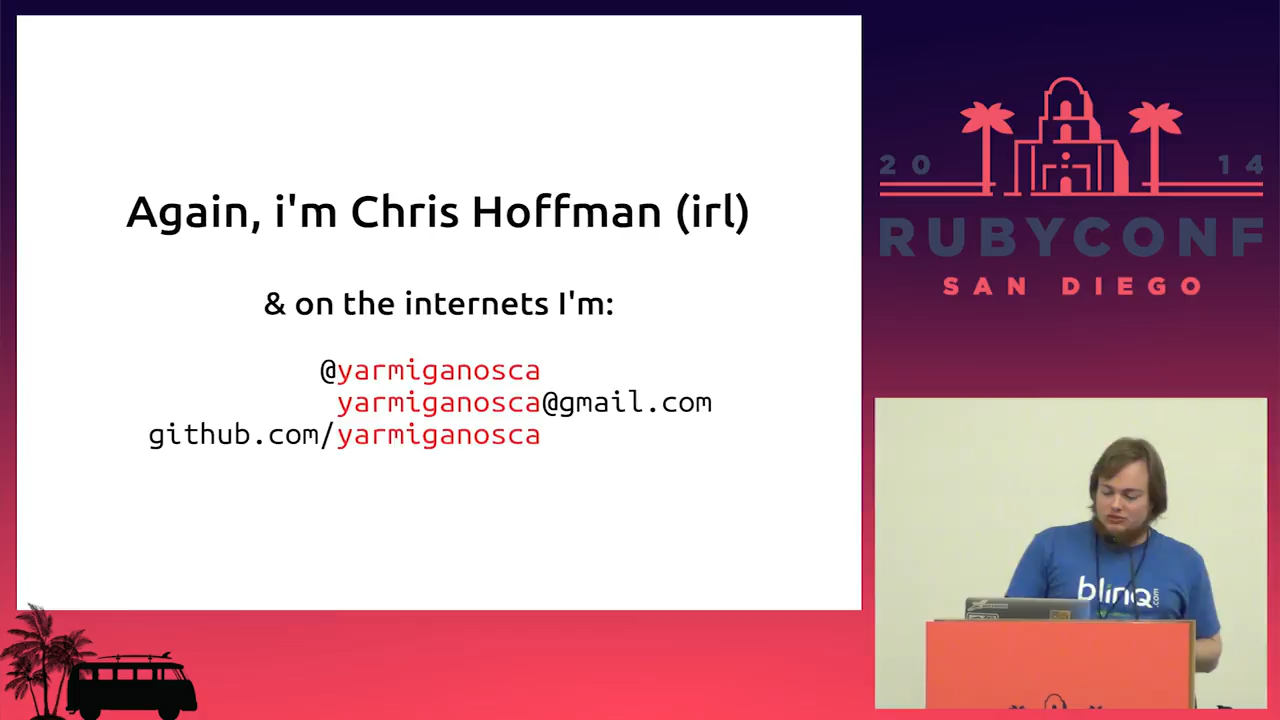 Again, i'm Chris Hoffman (irl)
& on the internets I'm:
@yarmiganosca
yarmiganosca@gmail.com
github.com/yarmiganosca
20 14
RUBYCONF
SAN DIEGO
blinq.com